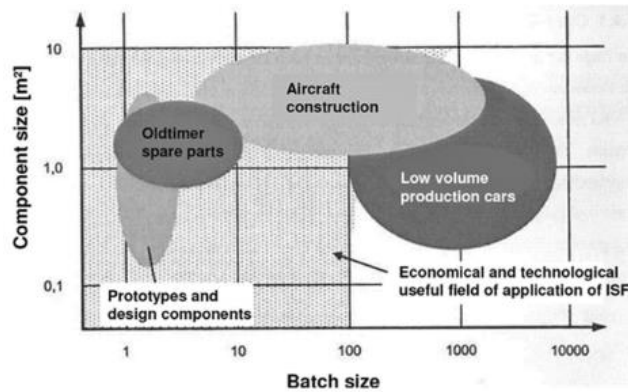 Component size [m²]
10
1,0
0,1
Aircraft
construction
Oldtimer
spare parts
Low volume
production cars
Prototypes and
design components
Economical and technological
useful field of application of ISF
1
10
100
1000
10000
Batch size